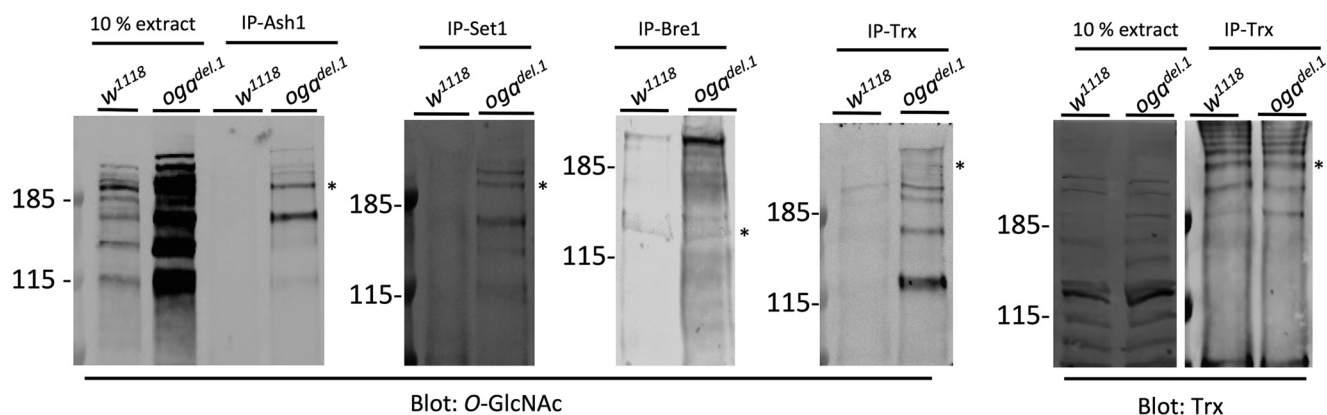 10 % extract
IP-Ash1
IP-Set1
IP-Bre1
IP-Trx
10 % extract
IP-Trx
w1118
ogadel.1
w1118
ogadel.1
w1118
ogadel.1
w1118
ogadel.1
w1118
ogadel.1
w1118
ogadel.1
w1118
ogadel.1
185 -
115 -
*
185-
115-
*
185-
115-
*
185-
115-
*
185-
115-
*
Blot: O-GlcNAc
Blot: Trx